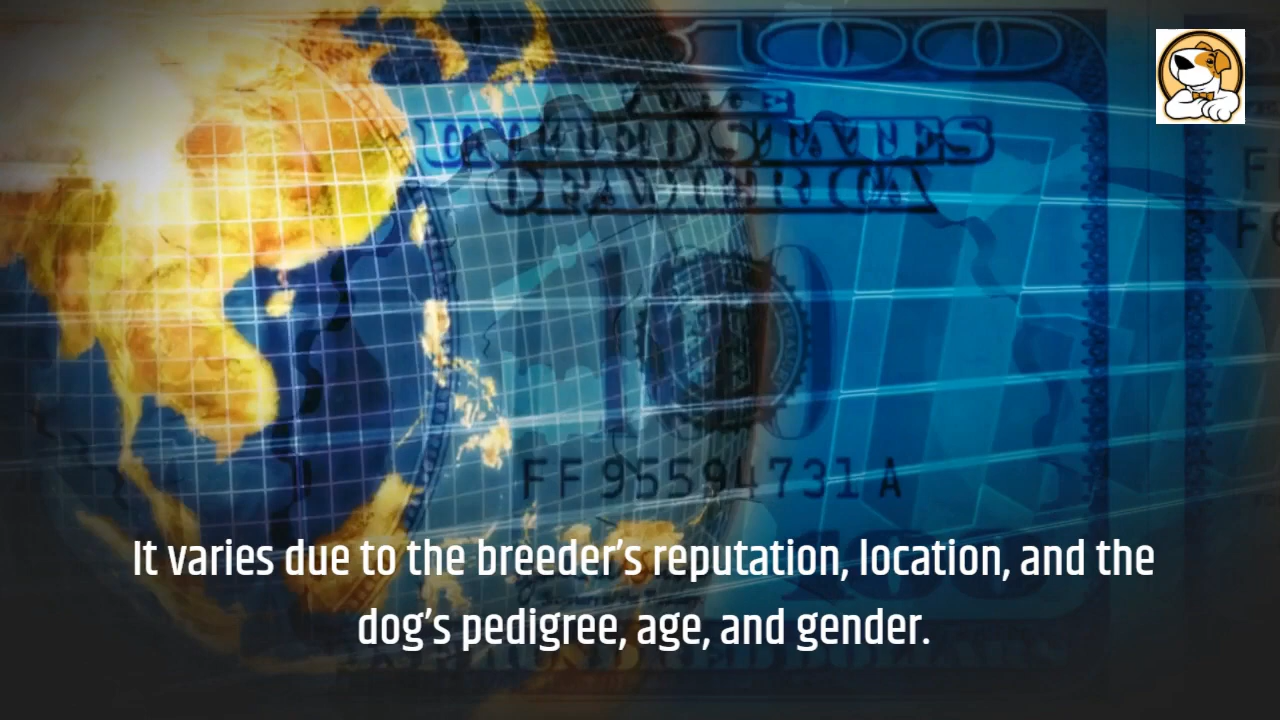 100
UNITED STATES
OF AMERICA
100
FF 95594731 A
It varies due to the breeder's reputation, location, and the
dog's pedigree, age, and gender.